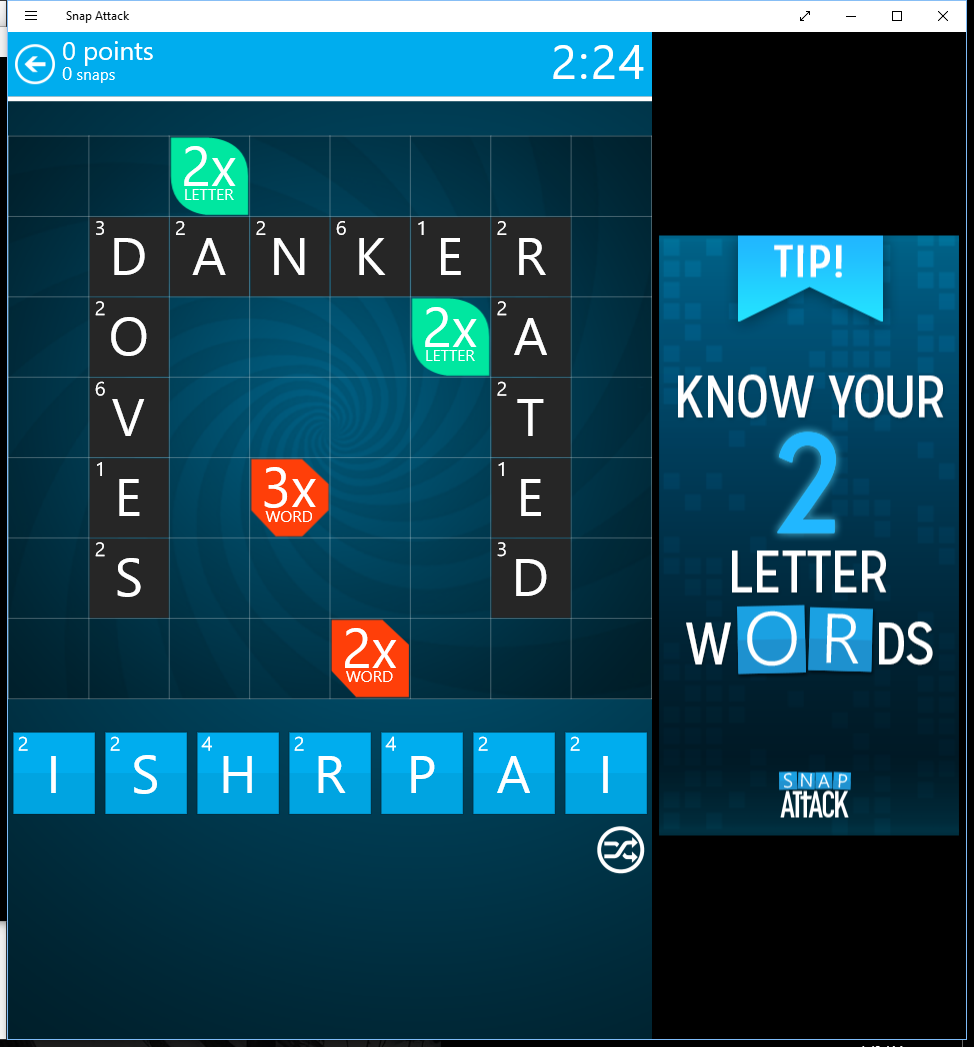 Snap Attack
0 points
0 snaps
2:24
2x
LETTER
3 D 2 A 2 N 6 K 1 E 2 R
2 O 2x LETTER 2 A
6 V 2 T
1 E 3x WORD 1 E
2 S 3 D
2x
WORD
2 I 2 S 4 H 2 R 4 P 2 A 2 I
TIP!
KNOW YOUR
2
LETTER
WORDS
SNAP
ATTACK